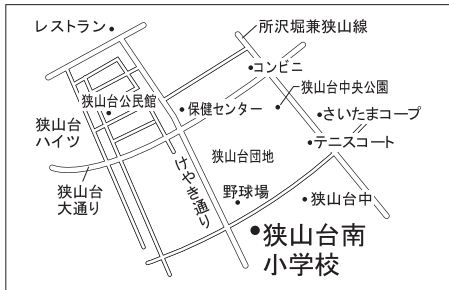 レストラン
所沢堀兼狭山線
コンビニ
狭山台公民館
保健センター
狭山台中央公園
さいたまコープ
狭山台
ハイツ
テニスコート
狭山台団地
けやき通り
狭山台
大通り
野球場
狭山台中
狭山台南
小学校